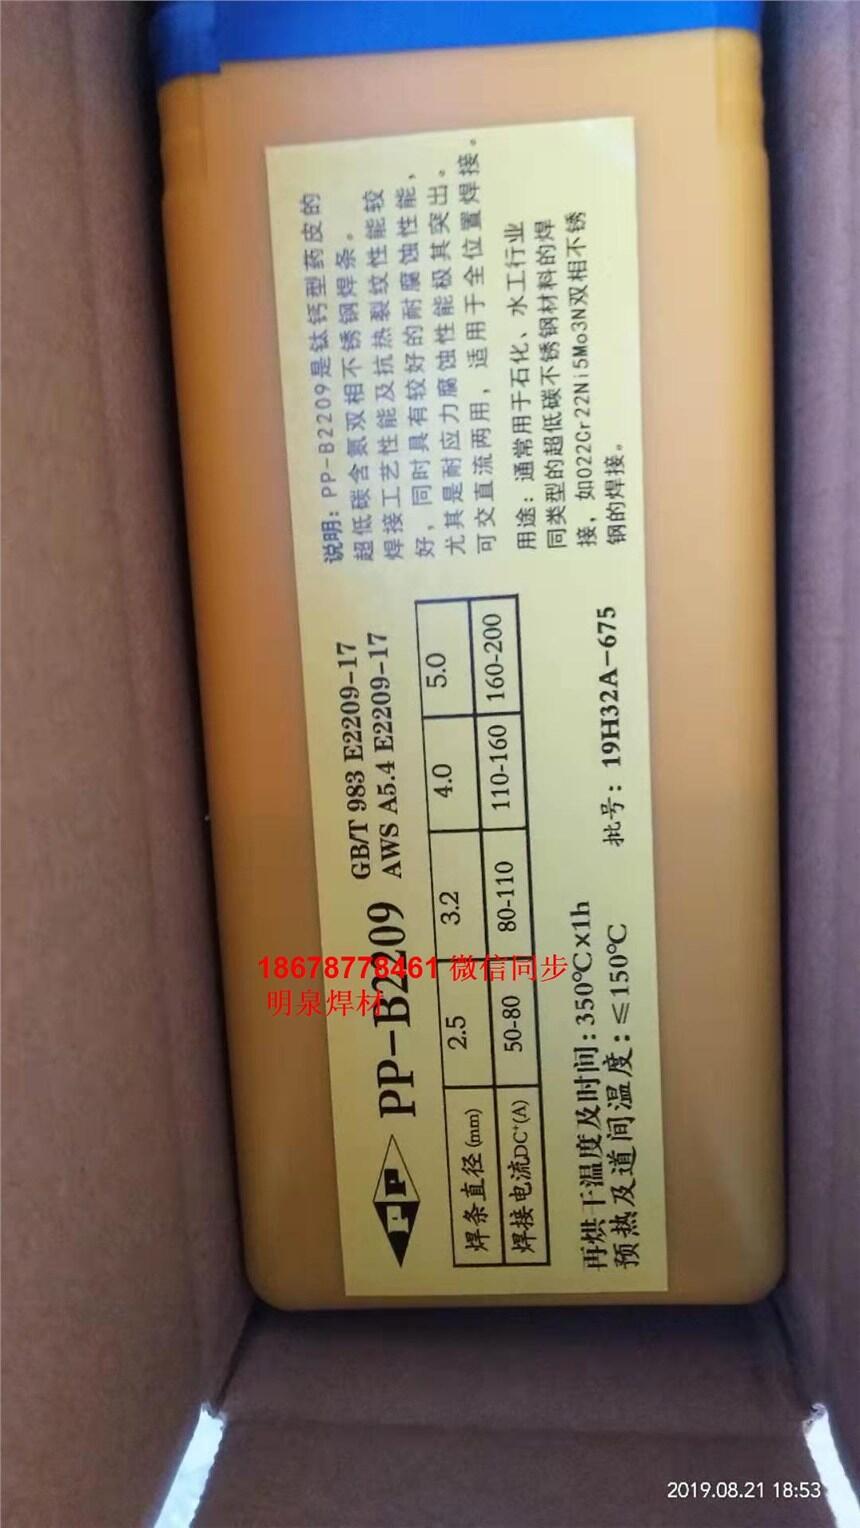 PP PP-B2209
GB/T 983 E2209-17
AWS A5.4 E2209-17
焊条直径(mm) 2.5 3.2 4.0 5.0
焊接电流DC⁺(A) 50-80 80-110 110-160 160-200
再烘干温度及时间:350℃×1h
预热及道间温度:≤150℃
批号: 19H32A-675
说明: PP-B2209是钛钙型药皮的
超低碳含氮双相不锈钢焊条。
焊接工艺性能及抗热裂纹性能较
好，同时具有较好的耐腐蚀性能，
尤其是耐应力腐蚀性能极其突出。
可交直流两用，适用于全位置焊接。
用途: 通常用于石化、水工行业
同类型的超低碳不锈钢材料的焊
接，如022Cr22Ni5Mo3N双相不锈
钢的焊接。
18678778461 微信同步
明泉焊材
2019.08.21 18:53